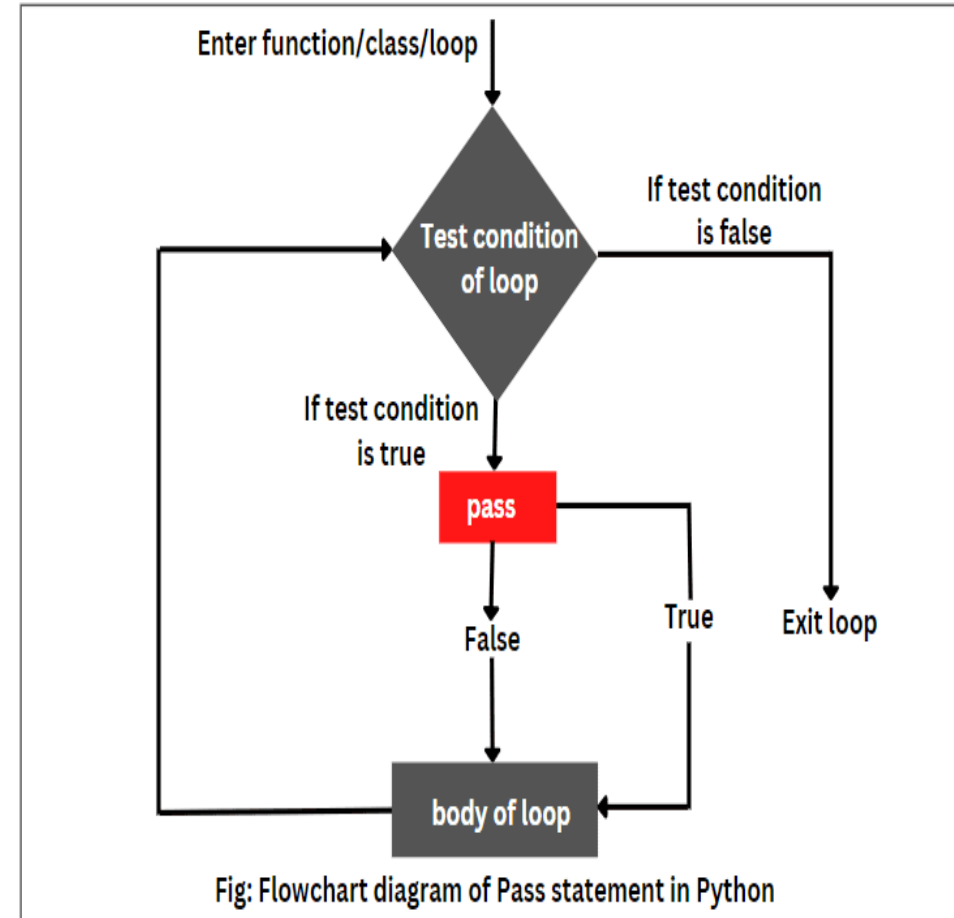 Enter function/class/loop
If test condition
is false
Test condition
of loop
If test condition
is true
pass
True
Exit loop
False
body of loop
Fig: Flowchart diagram of Pass statement in Python